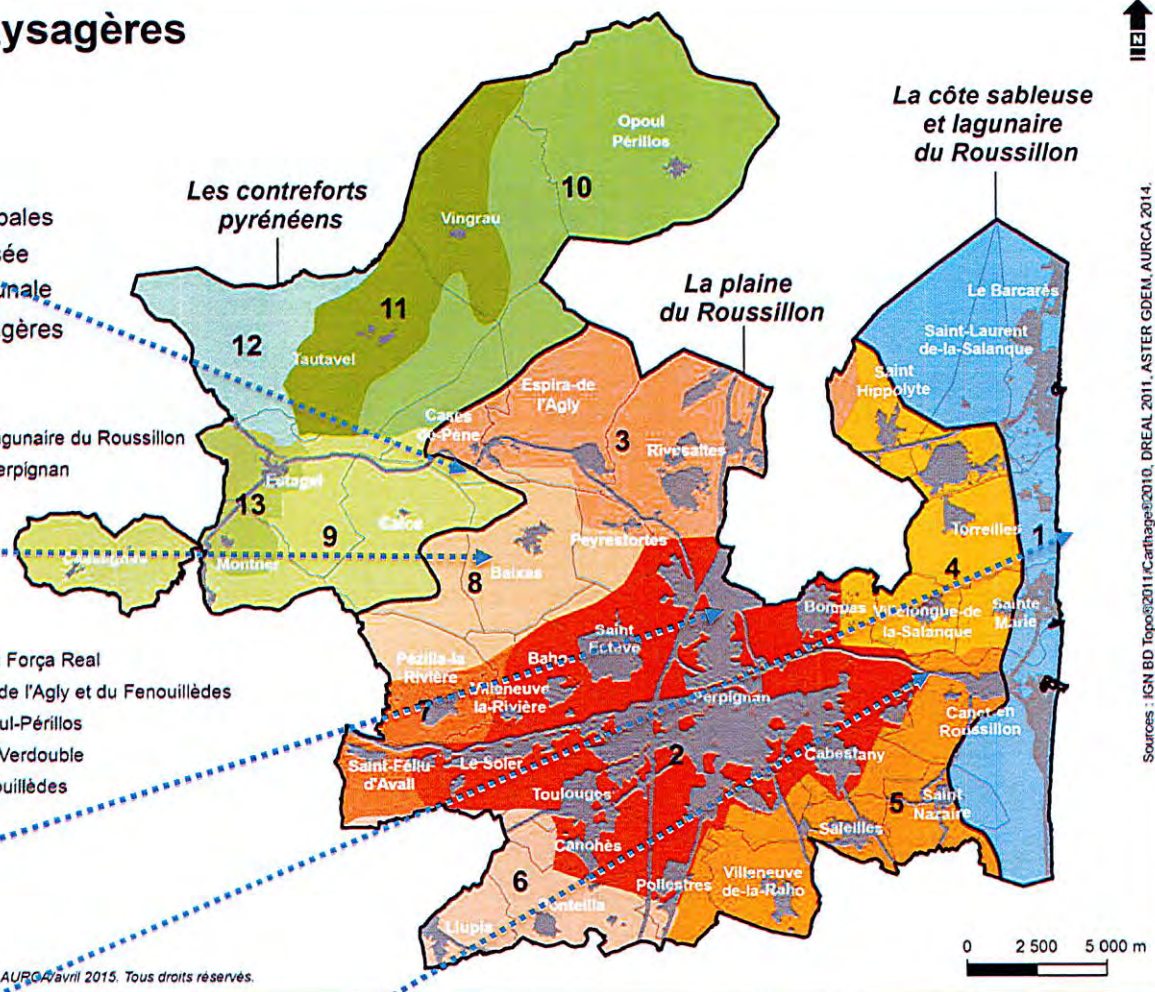 ysagères
pales
sée
unale
gères
agunaire du Roussillon
erpignan
Força Real
de l'Agly et du Fenouillèdes
ul-Périllos
Verdouble
ouillèdes
AURCA/avril 2015. Tous droits réservés.
Les contreforts
pyrénéens
La plaine
du Roussillon
La côte sableuse
et lagunaire
du Roussillon
N
Opoul
Périllos
10
Vingrau
11
12
Tautavel
Cases
de-Pène
Espira-de
l'Agly
3
Rivesaltes
Le Barcarès
Saint-Laurent
de-la-Salanque
Saint
Hippolyte
Estagel
13
9
Calce
Montner
Cassagnes
8
Baixas
Peyrestortes
Torreilles
1
4
Bompas
Villelongue-de
la-Salanque
Sainte
Marie
Saint
Estève
Baho
Pézilla-la
Rivière
Villeneuve
la-Rivière
7
Perpignan
Canet-en
Roussillon
Saint-Féliu
d'Avall
Le Soler
2
Cabestany
Toulouges
5
Saint
Nazaire
Saleilles
Canohès
6
Pollestres
Villeneuve
de-la-Raho
Ponteilla
Llupia
0 2 500 5 000 m
Sources : IGN BD Topo®2011/Carthage®2010, DREAL 2011, ASTER GDEM, AURCA 2014.